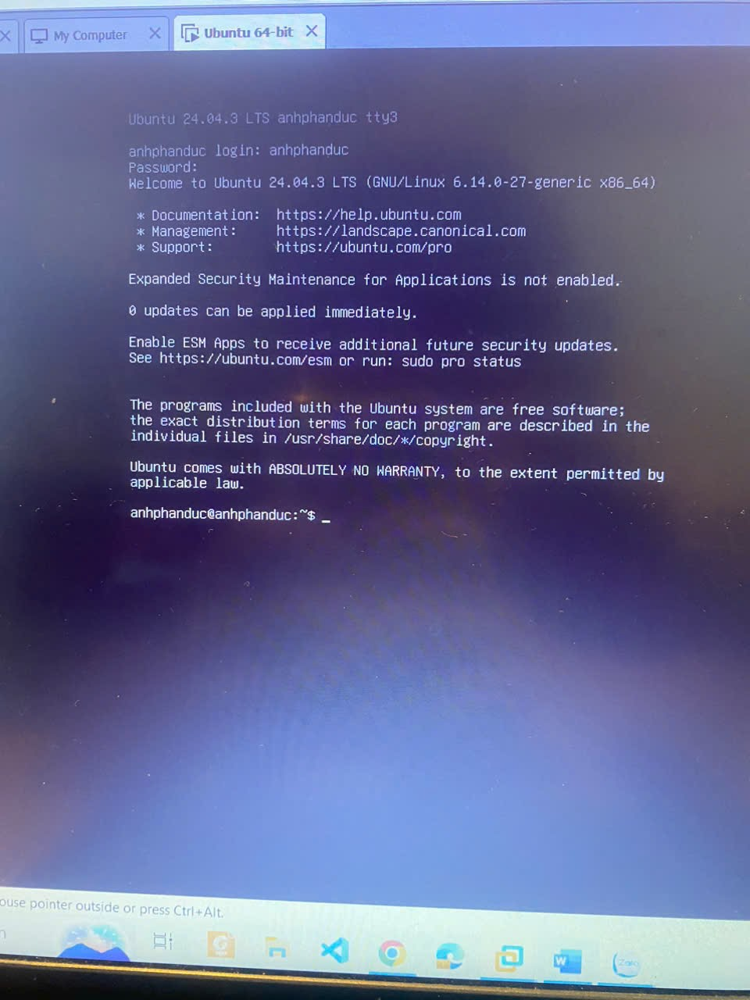 My Computer
Ubuntu 64-bit
Ubuntu 24.04.3 LTS anhphanduc tty3
anhphanduc login: anhphanduc
Password:
Welcome to Ubuntu 24.04.3 LTS (GNU/Linux 6.14.0-27-generic x86_64)
* Documentation: https://help.ubuntu.com
* Management: https://landscape.canonical.com
* Support: https://ubuntu.com/pro
Expanded Security Maintenance for Applications is not enabled.
0 updates can be applied immediately.
Enable ESM Apps to receive additional future security updates.
See https://ubuntu.com/esm or run: sudo pro status
The programs included with the Ubuntu system are free software;
the exact distribution terms for each program are described in the
individual files in /usr/share/doc/*/copyright.
Ubuntu comes with ABSOLUTELY NO WARRANTY, to the extent permitted by
applicable law.
anhphanduc@anhphanduc:~$ _
ouse pointer outside or press Ctrl+Alt.
W
Zalo